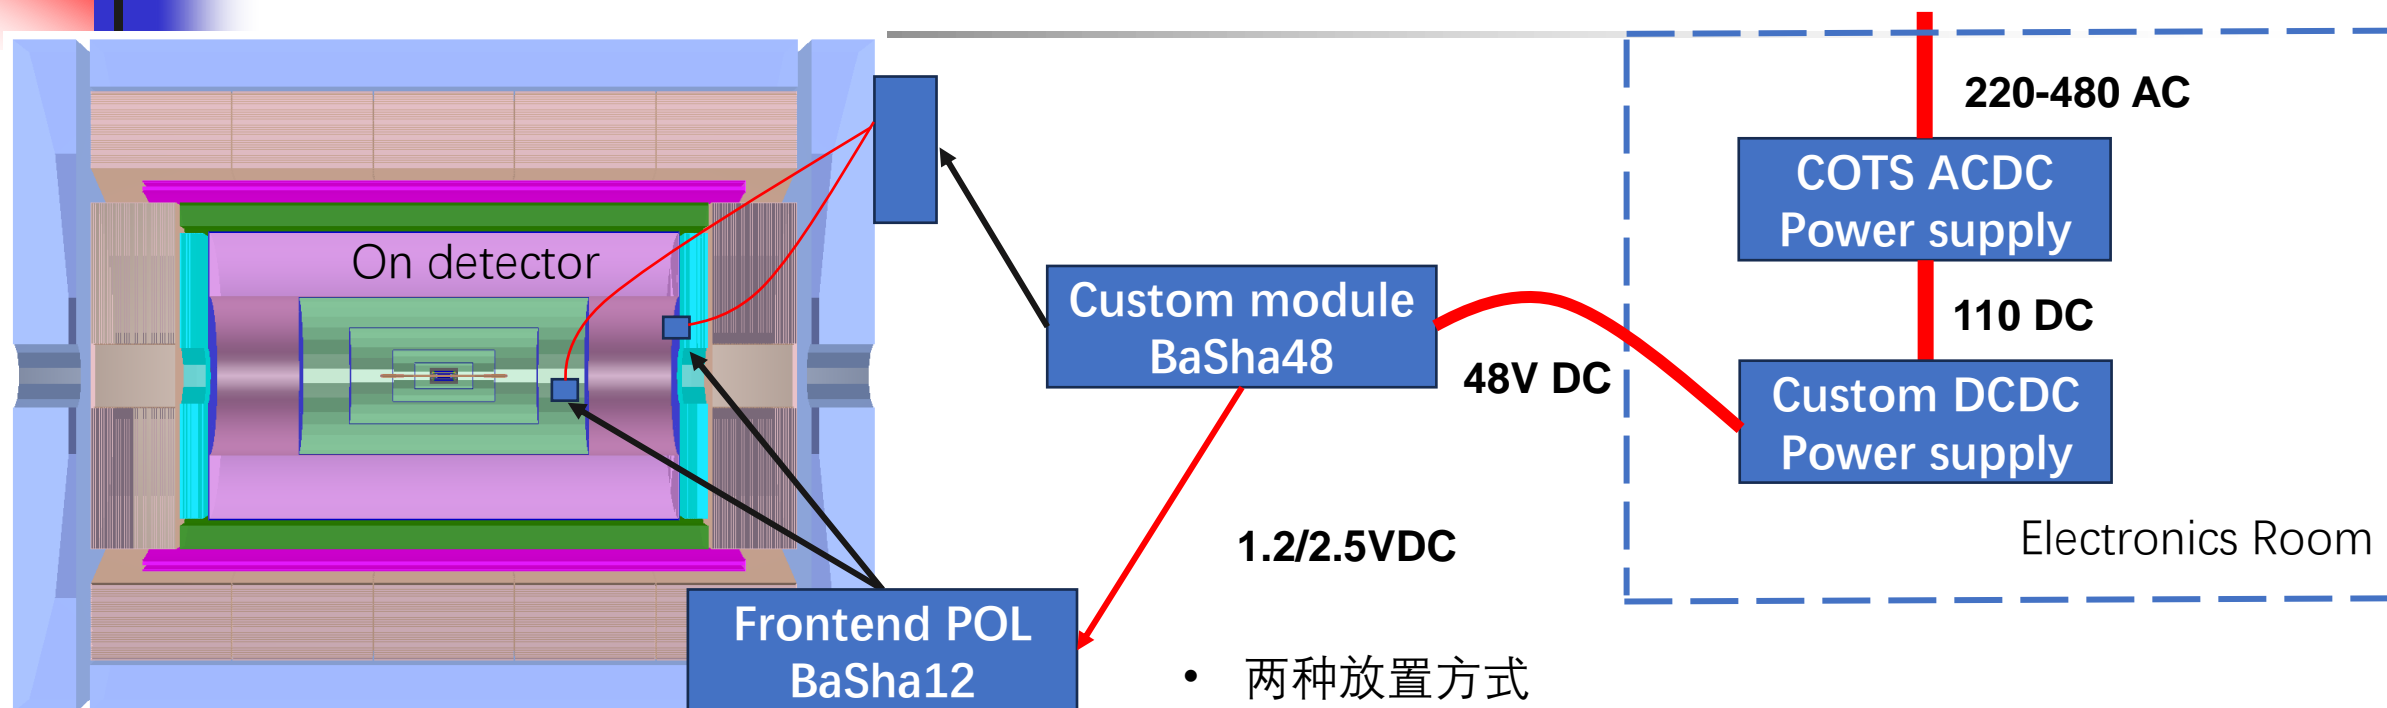 220-480 AC
COTS ACDC
Power supply
On detector
Custom module
BaSha48
110 DC
48V DC
Custom DCDC
Power supply
1.2/2.5VDC
Electronics Room
Frontend POL
BaSha12
• 两种放置方式